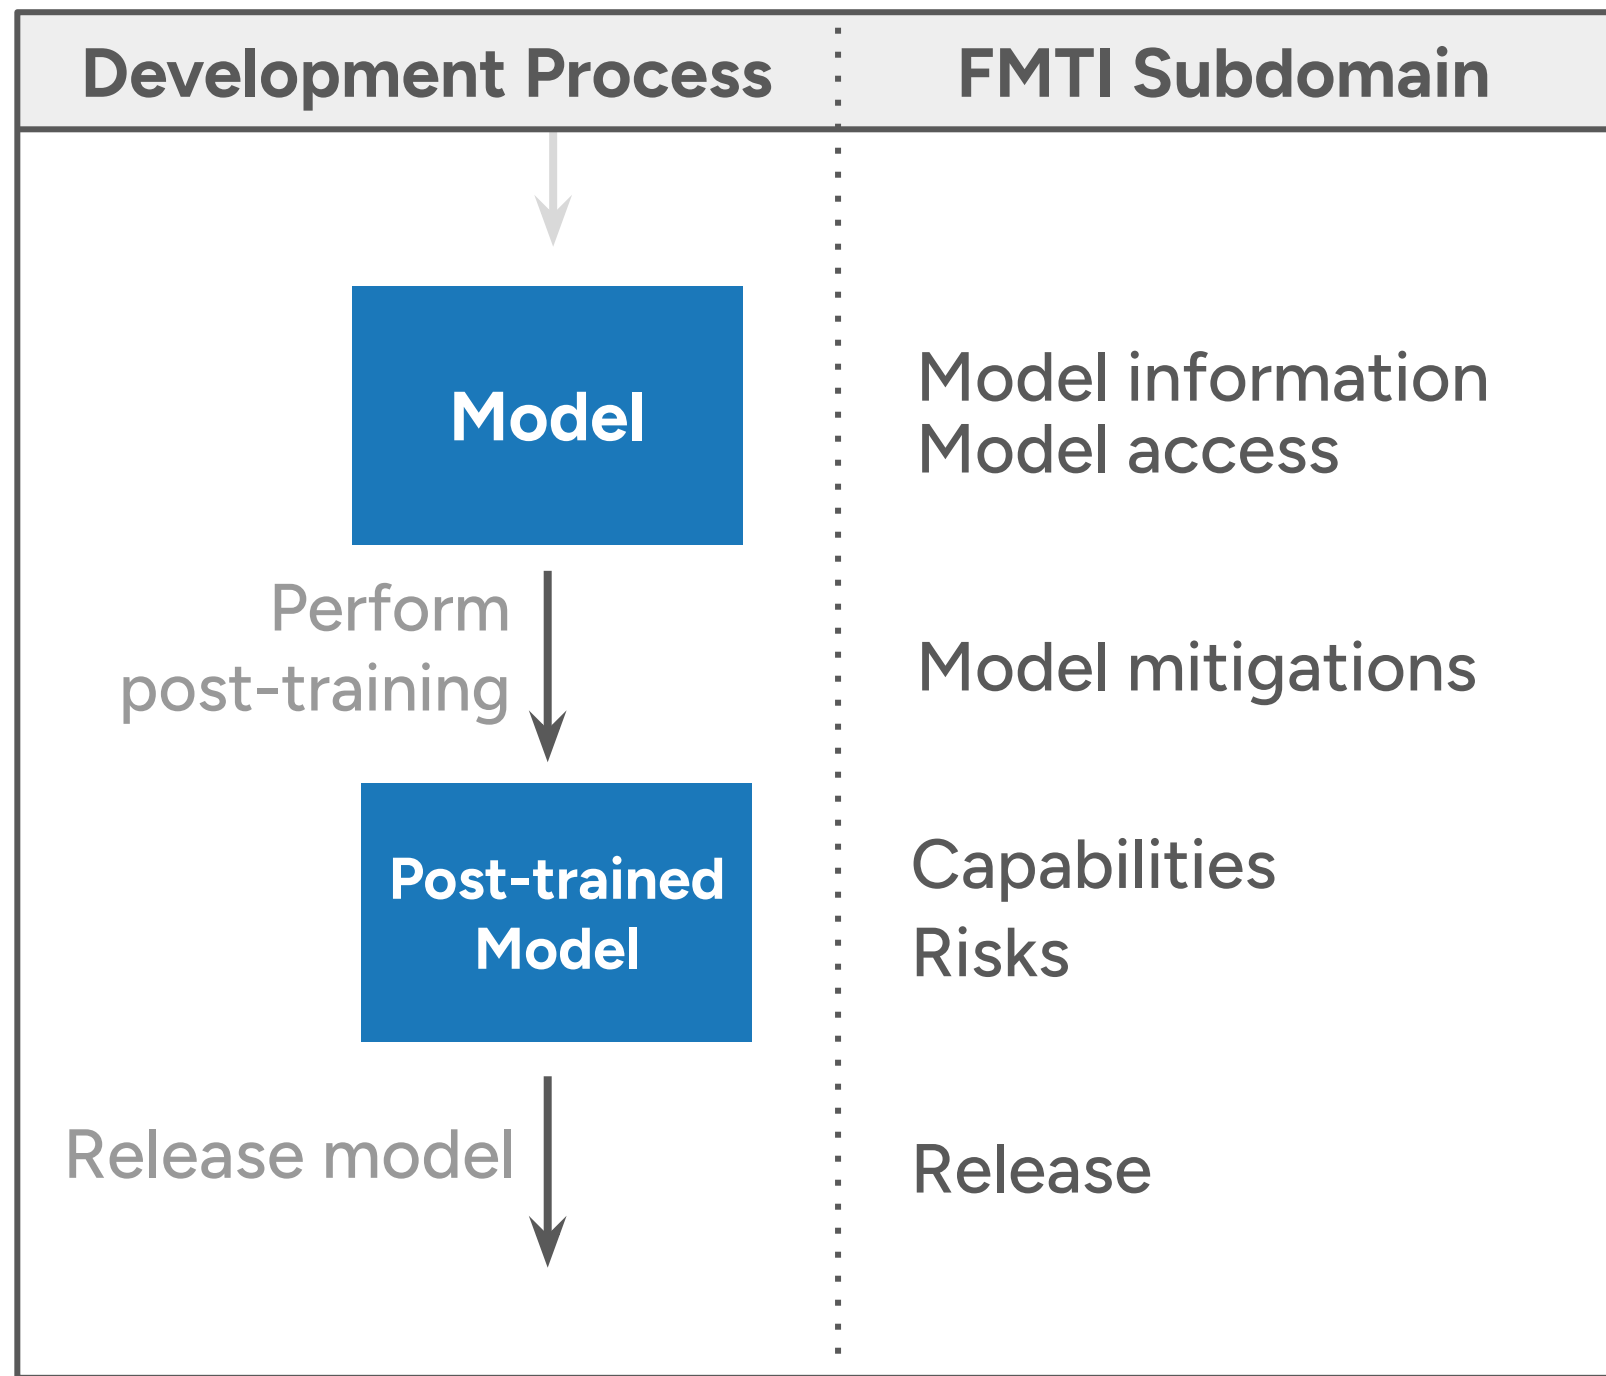 Development Process
FMTI Subdomain
Model
Model information
Model access
Perform
post-training
Model mitigations
Post-trained
Model
Capabilities
Risks
Release model
Release